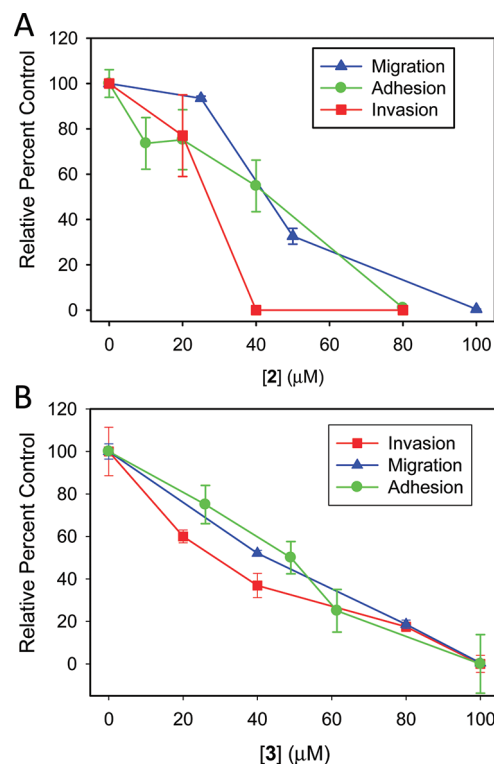 A
120
100
80
60
40
20
0
Relative Percent Control
Migration
Adhesion
Invasion
0 20 40 60 80 100
[2] (μM)
B
120
100
80
60
40
20
0
Relative Percent Control
Invasion
Migration
Adhesion
0 20 40 60 80 100
[3] (μM)